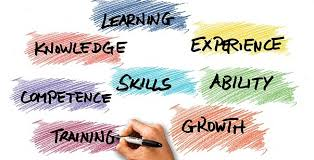 LEARNING
KNOWLEDGE
EXPERIENCE
SKILLS
ABILITY
COMPETENCE
TRAINING
GROWTH